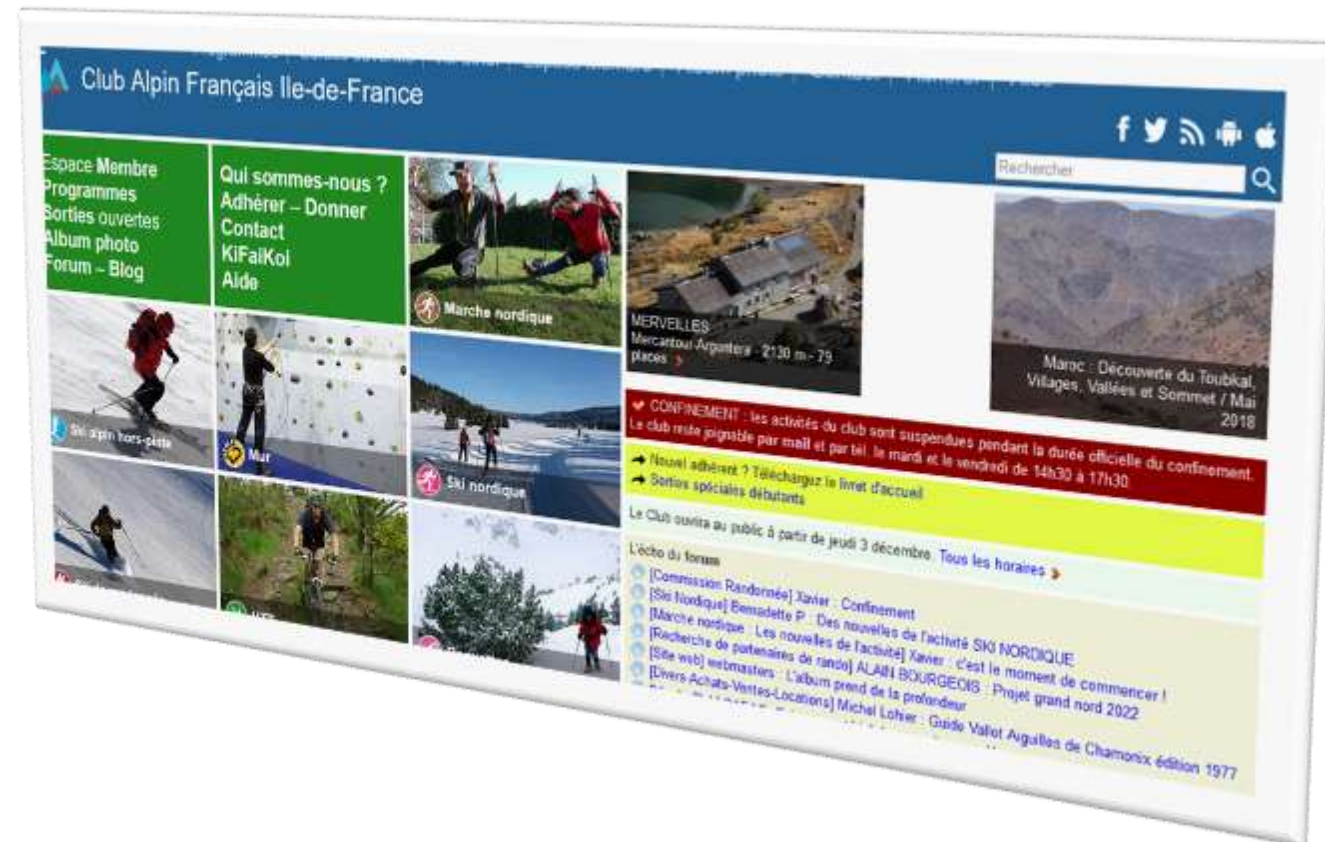 Club Alpin Français Ile-de-France
Rechercher
Espace Membre
Programmes
Sorties ouvertes
Album photo
Forum – Blog
Qui sommes-nous ?
Adhérer – Donner
Contact
KiFaiKoi
Aide
Marche nordique
Ski alpin hors-piste
Mur
Ski nordique
MERVEILLES
Mercantour-Argentera - 2130 m - 79
places
Maroc : Découverte du Toubkal,
Villages, Vallées et Sommet / Mai
2018
CONFINEMENT : les activités du club sont suspendues pendant la durée officielle du confinement.
Le club reste joignable par mail et par tél. le mardi et le vendredi de 14h30 à 17h30.
Nouvel adhérent ? Téléchargez le livret d'accueil
Sorties spéciales débutants
Le Club ouvrira au public à partir de jeudi 3 décembre. Tous les horaires
L'écho du forum
[Commission Randonnée] Xavier : Confinement
[Ski Nordique] Bernadette P : Des nouvelles de l'activité SKI NORDIQUE
[Marche nordique : Les nouvelles de l'activité] Xavier : c'est le moment de commencer !
[Recherche de partenaires de rando] ALAIN BOURGEOIS : Projet grand nord 2022
[Site web] webmasters : L'album prend de la profondeur
[Divers Achats-Ventes-Locations] Michel Lohier : Guide Vallot Aiguilles de Chamonix édition 1977